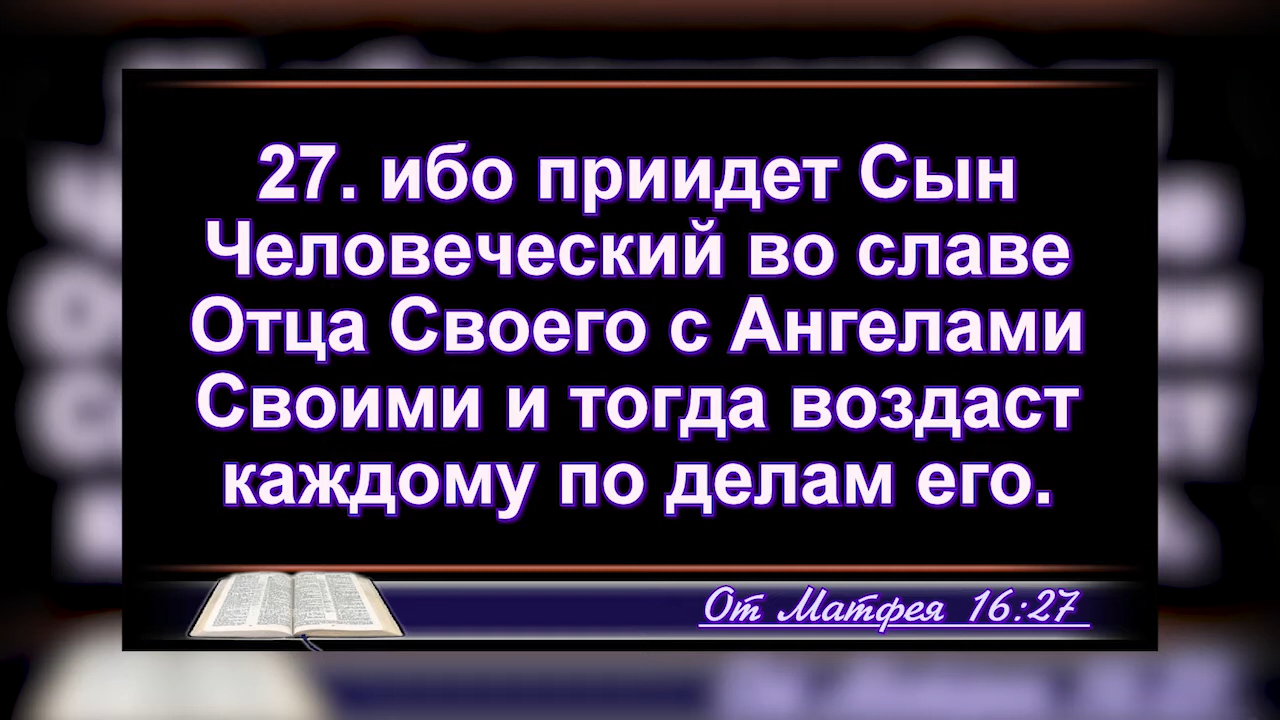 27. ибо приидет Сын
Человеческий во славе
Отца Своего с Ангелами
Своими и тогда воздаст
каждому по делам его.
От Матфея 16:27